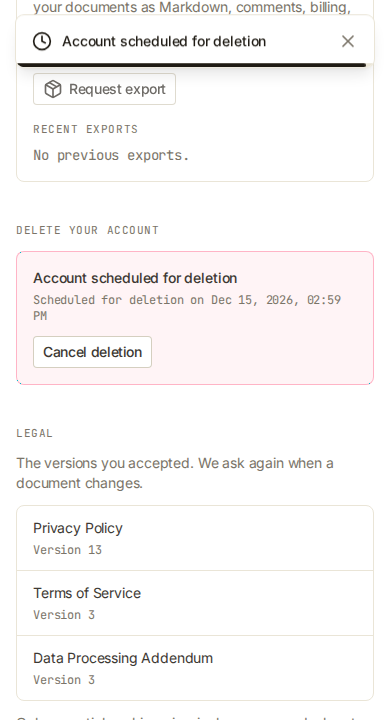 your documents as Markdown, comments, billing,
Account scheduled for deletion
Request export
RECENT EXPORTS
No previous exports.
DELETE YOUR ACCOUNT
Account scheduled for deletion
Scheduled for deletion on Dec 15, 2026, 02:59
PM
Cancel deletion
LEGAL
The versions you accepted. We ask again when a
document changes.
Privacy Policy
Version 13
Terms of Service
Version 3
Data Processing Addendum
Version 3